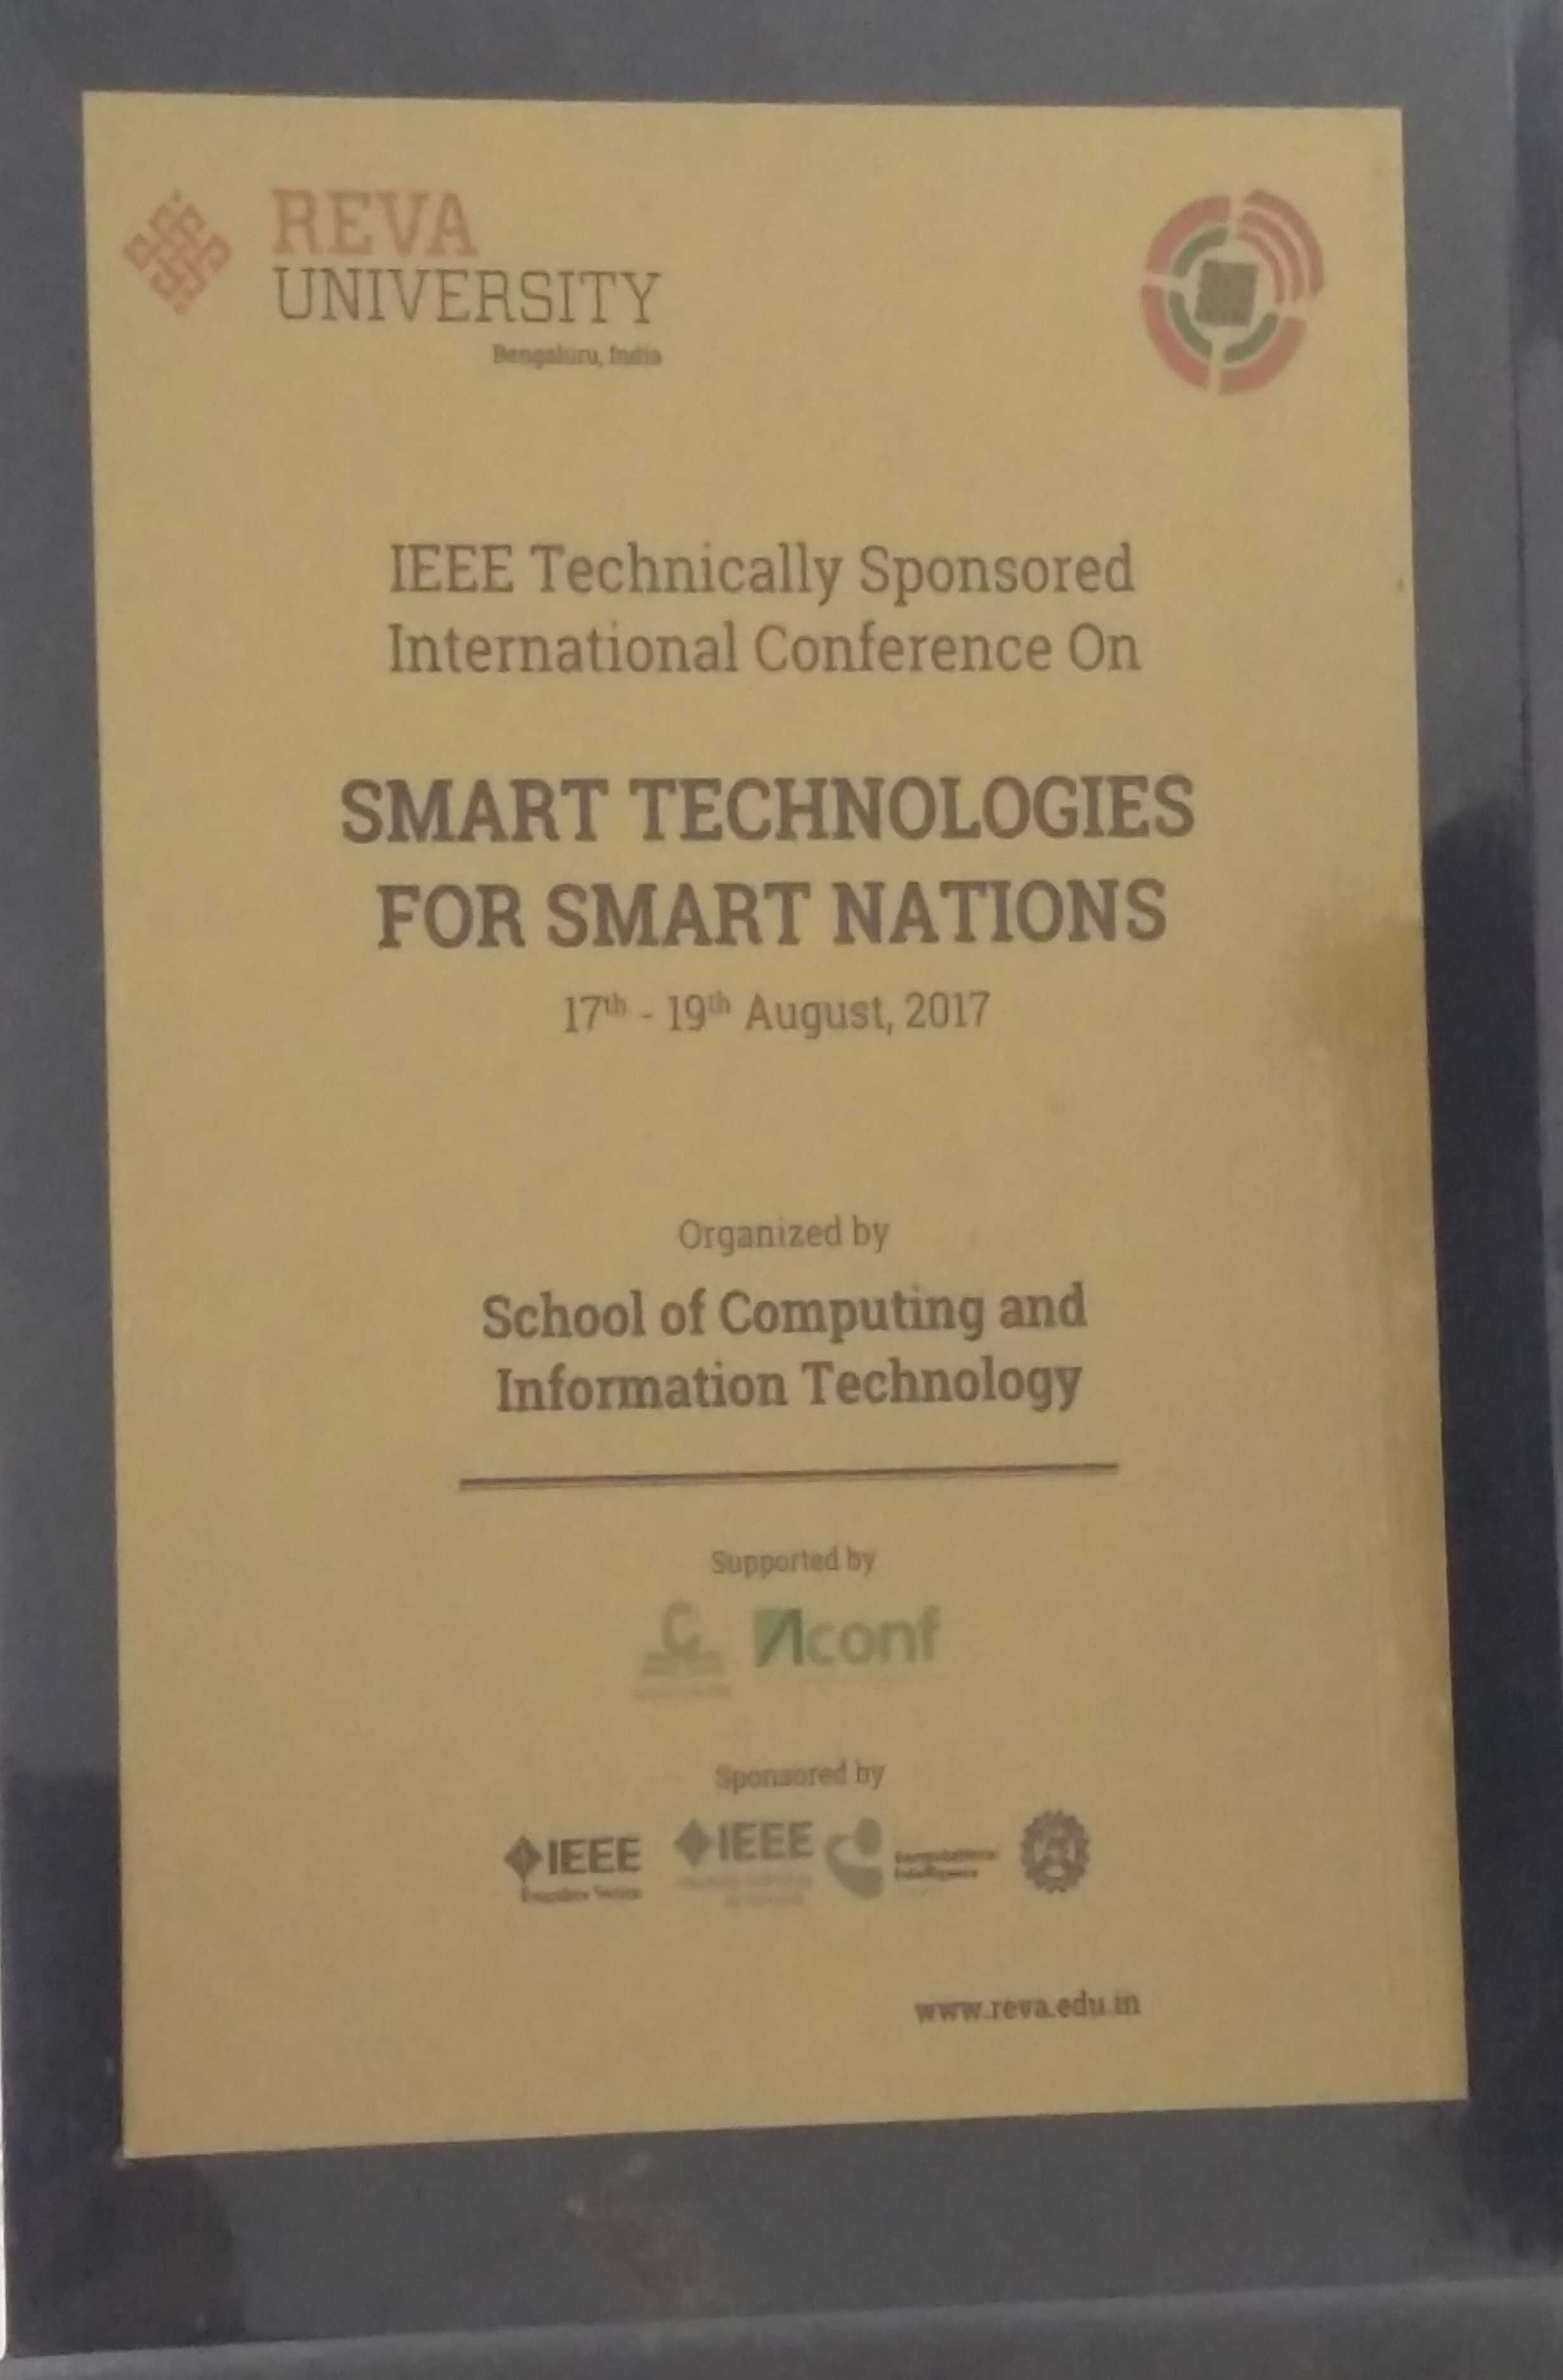 REVA
UNIVERSITY
Bengaluru, India
IEEE Technically Sponsored
International Conference On
SMART TECHNOLOGIES
FOR SMART NATIONS
17th - 19th August, 2017
Organized by
School of Computing and
Information Technology
Supported by
C
conf
Sponsored by
IEEE IEEE
Computational
Intelligence
www.reva.edu.in